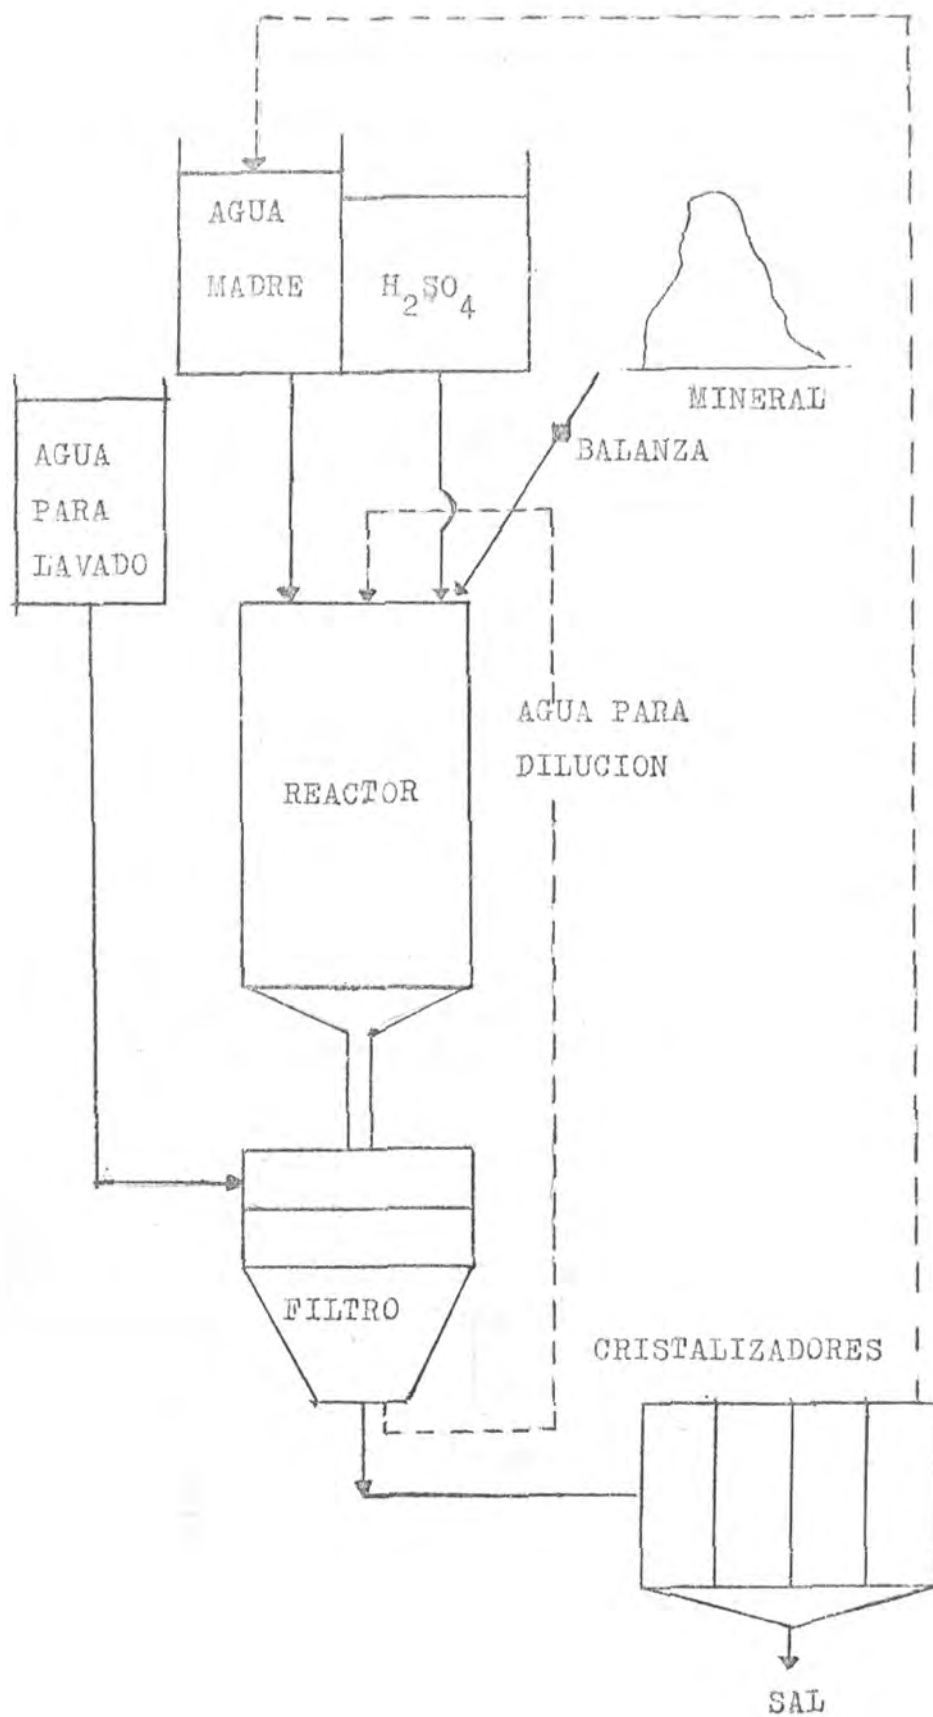 AGUA
MADRE
H2SO4
MINERAL
BALANZA
AGUA
PARA
LAVADO
AGUA PARA
DILUCION
REACTOR
FILTRO
CRISTALIZADORES
SAL